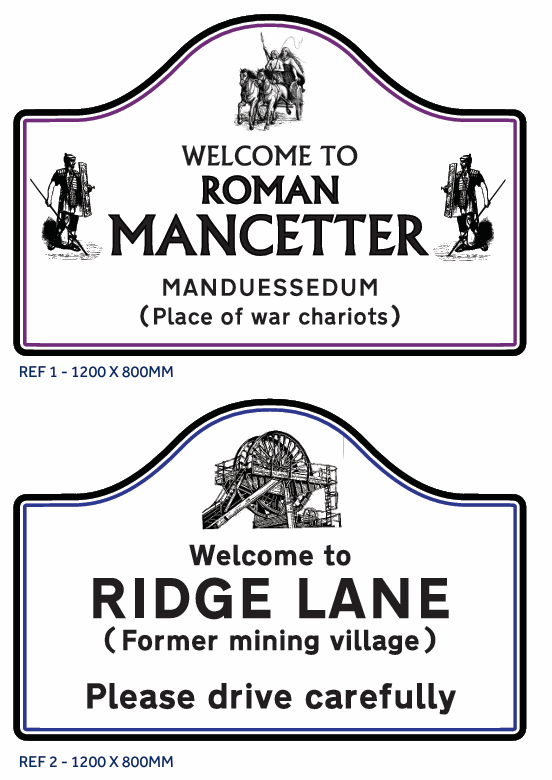 WELCOME TO
ROMAN
MANCETTER
MANDUESSEDUM
(Place of war chariots)
REF 1 - 1200 X 800MM
Welcome to
RIDGE LANE
(Former mining village)
Please drive carefully
REF 2 - 1200 X 800MM